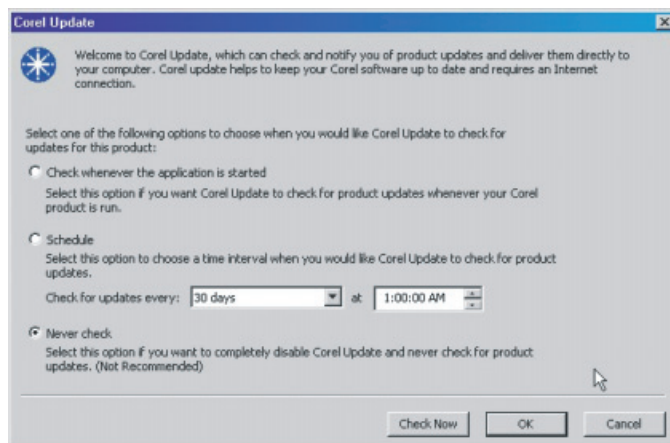 Corel Update
Welcome to Corel Update, which can check and notify you of product updates and deliver them directly to
your computer. Corel update helps to keep your Corel software up to date and requires an Internet
connection.
Select one of the following options to choose when you would like Corel Update to check for
updates for this product:
Check whenever the application is started
Select this option if you want Corel Update to check for product updates whenever your Corel
product is run.
Schedule
Select this option to choose a time interval when you would like Corel Update to check for product
updates.
Check for updates every: 30 days at 1:00:00 AM
Never check
Select this option if you want to completely disable Corel Update and never check for product
updates. (Not Recommended)
Check Now OK Cancel